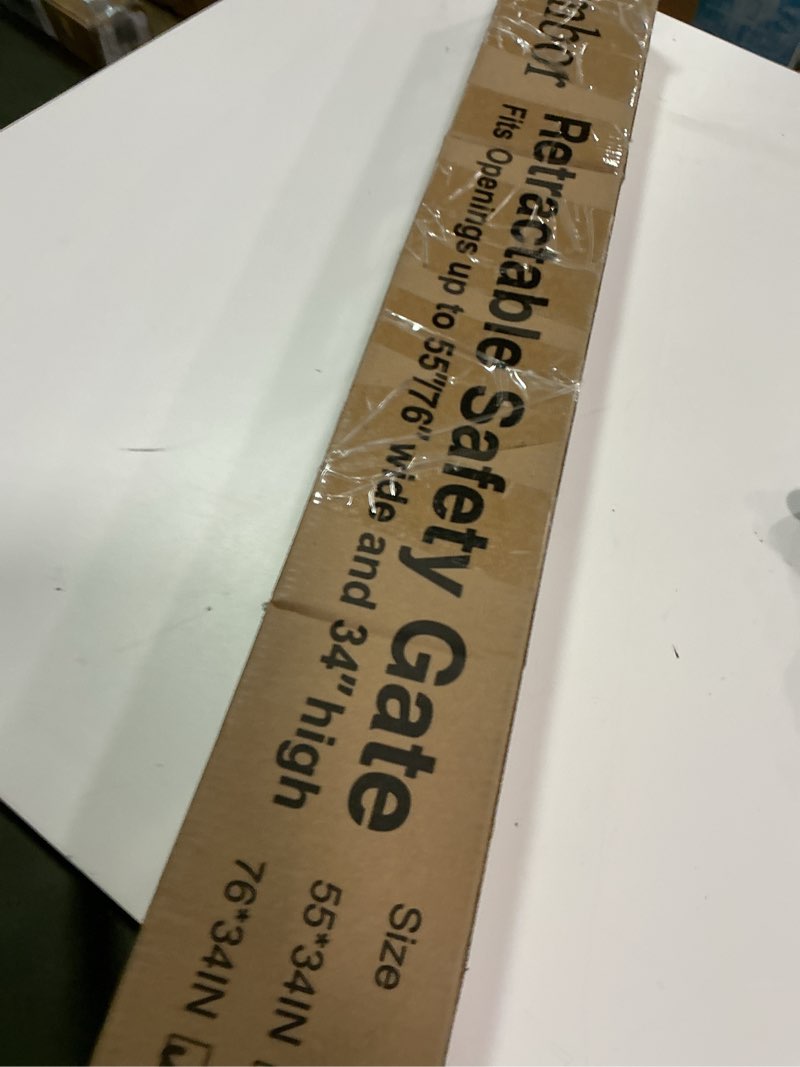 Retractable Safety Gate
Fits Openings up to 55"/76" wide and 34" high
Size
55*34IN
76*34IN